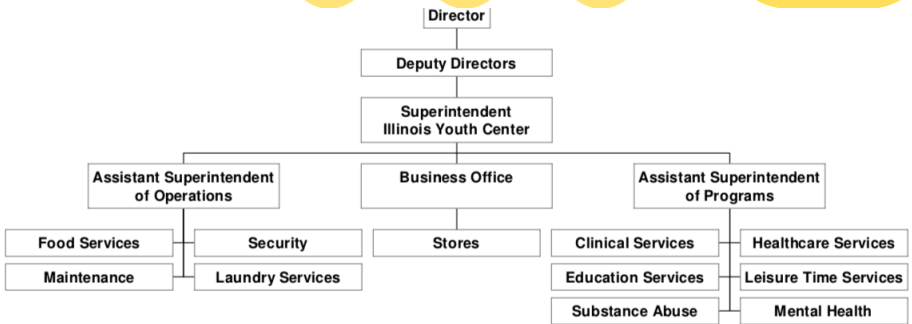 Director
Deputy Directors
Superintendent
Illinois Youth Center
Assistant Superintendent
of Operations
Business Office
Assistant Superintendent
of Programs
Food Services
Security
Stores
Clinical Services
Healthcare Services
Maintenance
Laundry Services
Education Services
Leisure Time Services
Substance Abuse
Mental Health